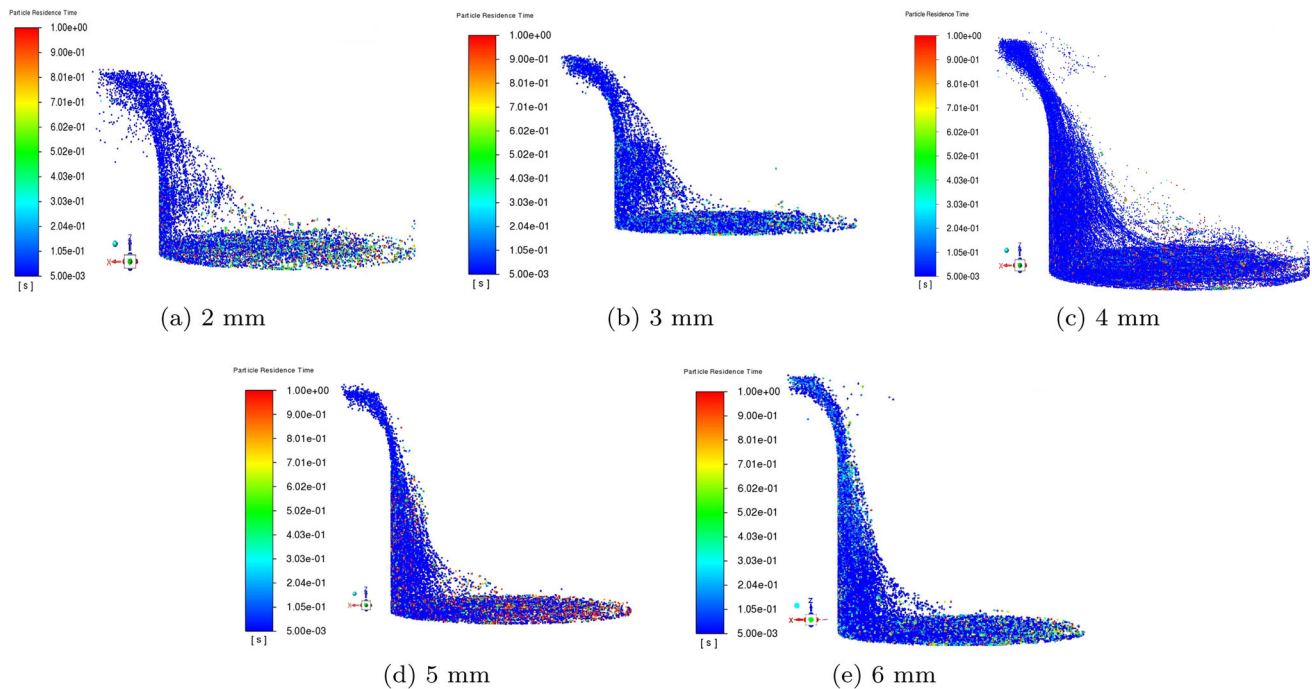 Particle Residence Time
1.00e+00
9.00e-01
8.01e-01
7.01e-01
6.02e-01
5.02e-01
4.03e-01
3.03e-01
2.04e-01
1.05e-01
5.00e-03
[ s ]
Z
X
(a) 2 mm
Particle Residence Time
1.00e+00
9.00e-01
8.01e-01
7.01e-01
6.02e-01
5.02e-01
4.03e-01
3.03e-01
2.04e-01
1.05e-01
5.00e-03
[ s ]
(b) 3 mm
Particle Residence Time
1.00e+00
9.00e-01
8.01e-01
7.01e-01
6.02e-01
5.02e-01
4.03e-01
3.03e-01
2.04e-01
1.05e-01
5.00e-03
[ s ]
Z
X
(c) 4 mm
Particle Residence Time
1.00e+00
9.00e-01
8.01e-01
7.01e-01
6.02e-01
5.02e-01
4.03e-01
3.03e-01
2.04e-01
1.05e-01
5.00e-03
[ s ]
Z
X
(d) 5 mm
Particle Residence Time
1.00e+00
9.00e-01
8.01e-01
7.01e-01
6.02e-01
5.02e-01
4.03e-01
3.03e-01
2.04e-01
1.05e-01
5.00e-03
[ s ]
Z
X
(e) 6 mm